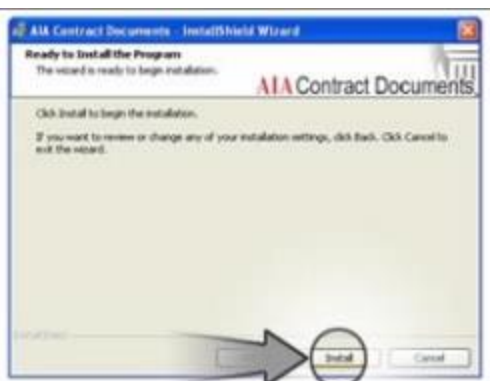 AIA Contract Documents - InstallShield Wizard
Ready to Install the Program
The wizard is ready to begin installation.
AIA Contract Documents
Click Install to begin the installation.
If you want to review or change any of your installation settings, click Back. Click Cancel to
exit the wizard.
InstallShield
Install
Cancel